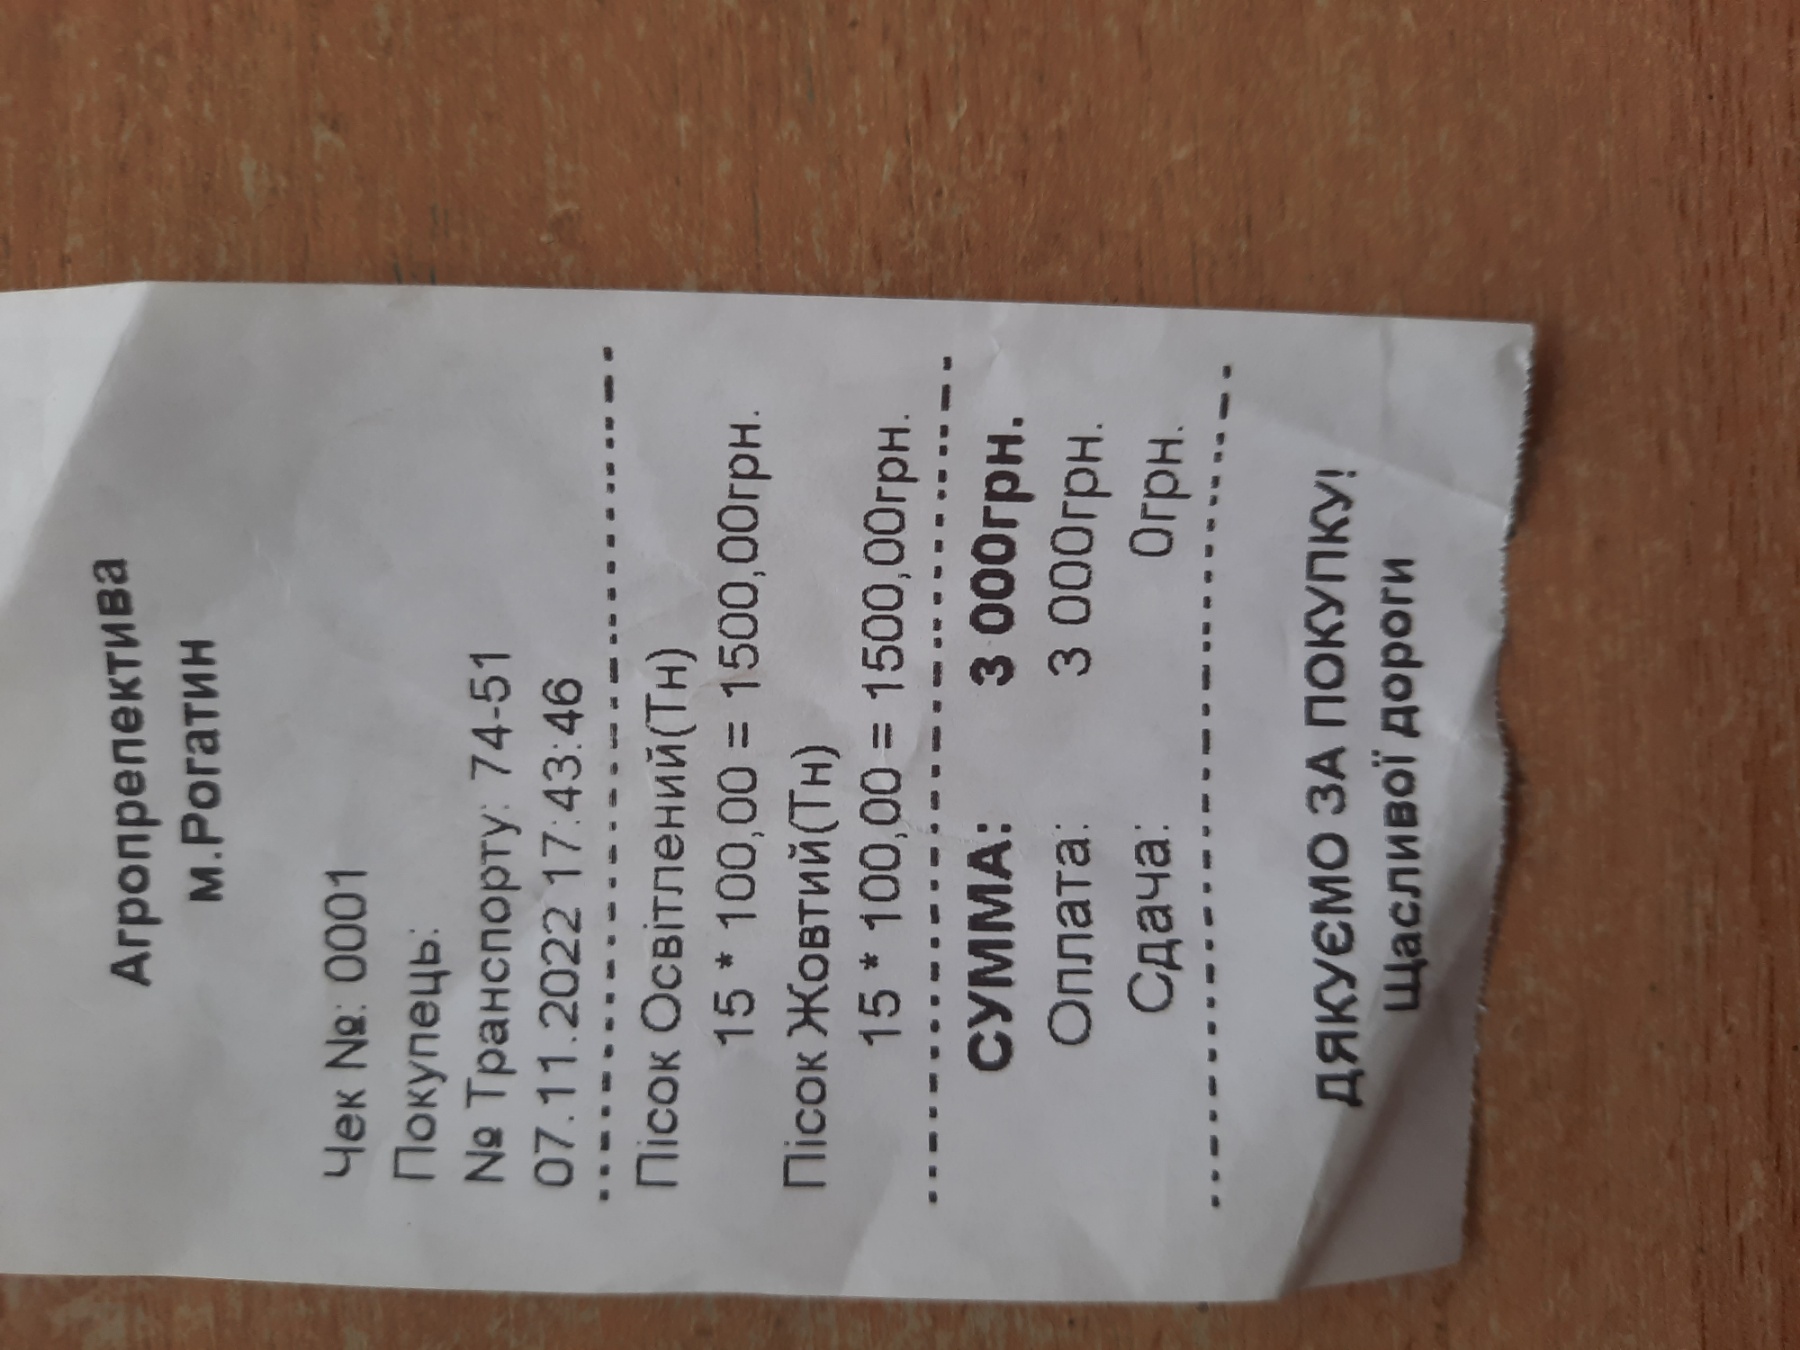 Агропрепектива
м.Рогатин
Чек №: 0001
Покупець:
№ Транспорту: 74-51
07.11.2022 17:43:46
Пісок Освітлений(Тн)
15 * 100,00 = 1500,00грн.
Пісок Жовтий(Тн)
15 * 100,00 = 1500,00грн.
СУММА: 3 000грн.
Оплата: 3 000грн.
Сдача: 0грн.
ДЯКУЄМО ЗА ПОКУПКУ!
Щасливої дороги